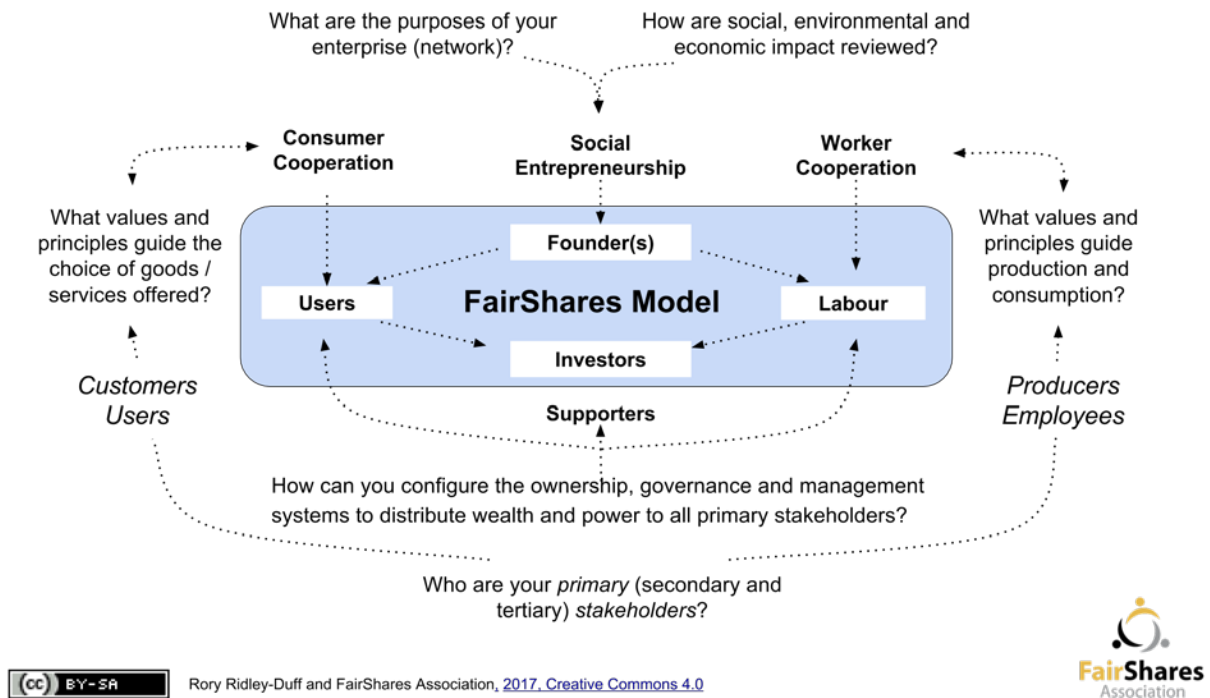 What are the purposes of your
enterprise (network)?
How are social, environmental and
economic impact reviewed?
Consumer
Cooperation
Social
Entrepreneurship
Worker
Cooperation
What values and
principles guide the
choice of goods /
services offered?
What values and
principles guide
production and
consumption?
Founder(s)
Users
FairShares Model
Labour
Investors
Customers
Users
Supporters
Producers
Employees
How can you configure the ownership, governance and management
systems to distribute wealth and power to all primary stakeholders?
Who are your primary (secondary and
tertiary) stakeholders?
cc BY-SA
Rory Ridley-Duff and FairShares Association, 2017, Creative Commons 4.0
FairShares
Association